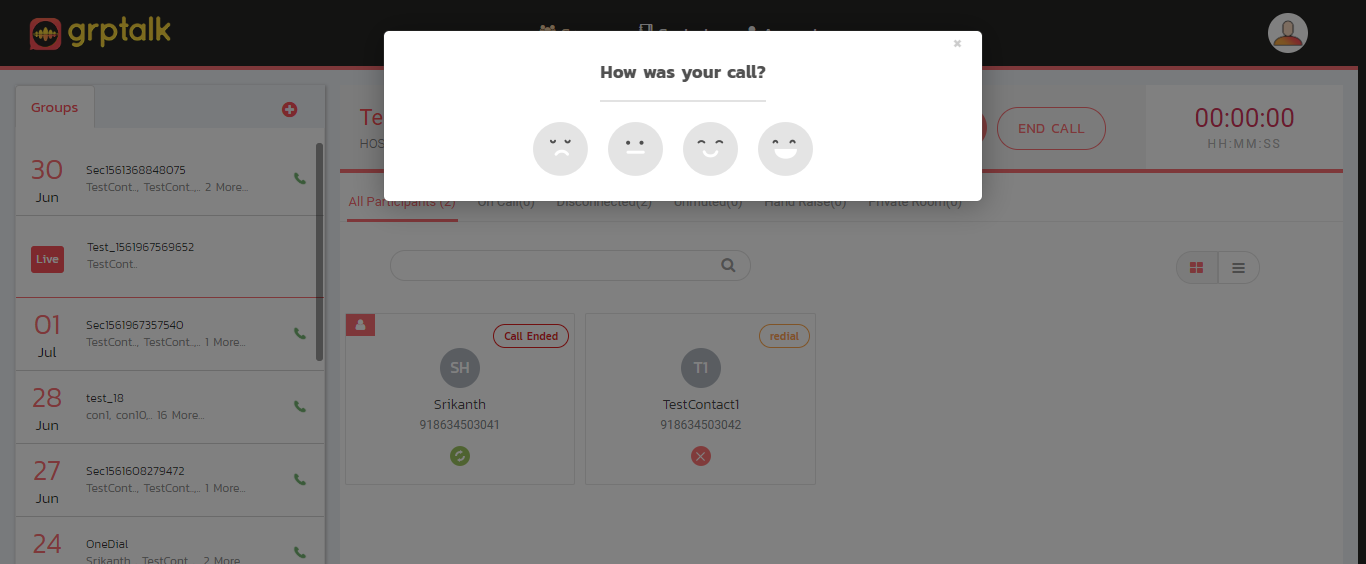 grptalk
×
How was your call?
Groups
END CALL
00:00:00
HH:MM:SS
30
Jun
Sec1561368848075
TestCont.., TestCont..,.. 2 More...
Live
Test_1561967569652
TestCont..
01
Jul
Sec1561967357540
TestCont.., TestCont..,.. 1 More...
28
Jun
test_18
con1, con10,.. 16 More...
27
Jun
Sec1561608279472
TestCont.., TestCont..,.. 1 More...
24
OneDial
Srikanth, TestCont.. 2 More
All Participants (2)
On Call(0)
Disconnected(2)
Unmuted(0)
Hand Raise(0)
Private Room(0)
Call Ended
SH
Srikanth
918634503041
redial
T1
TestContact1
918634503042